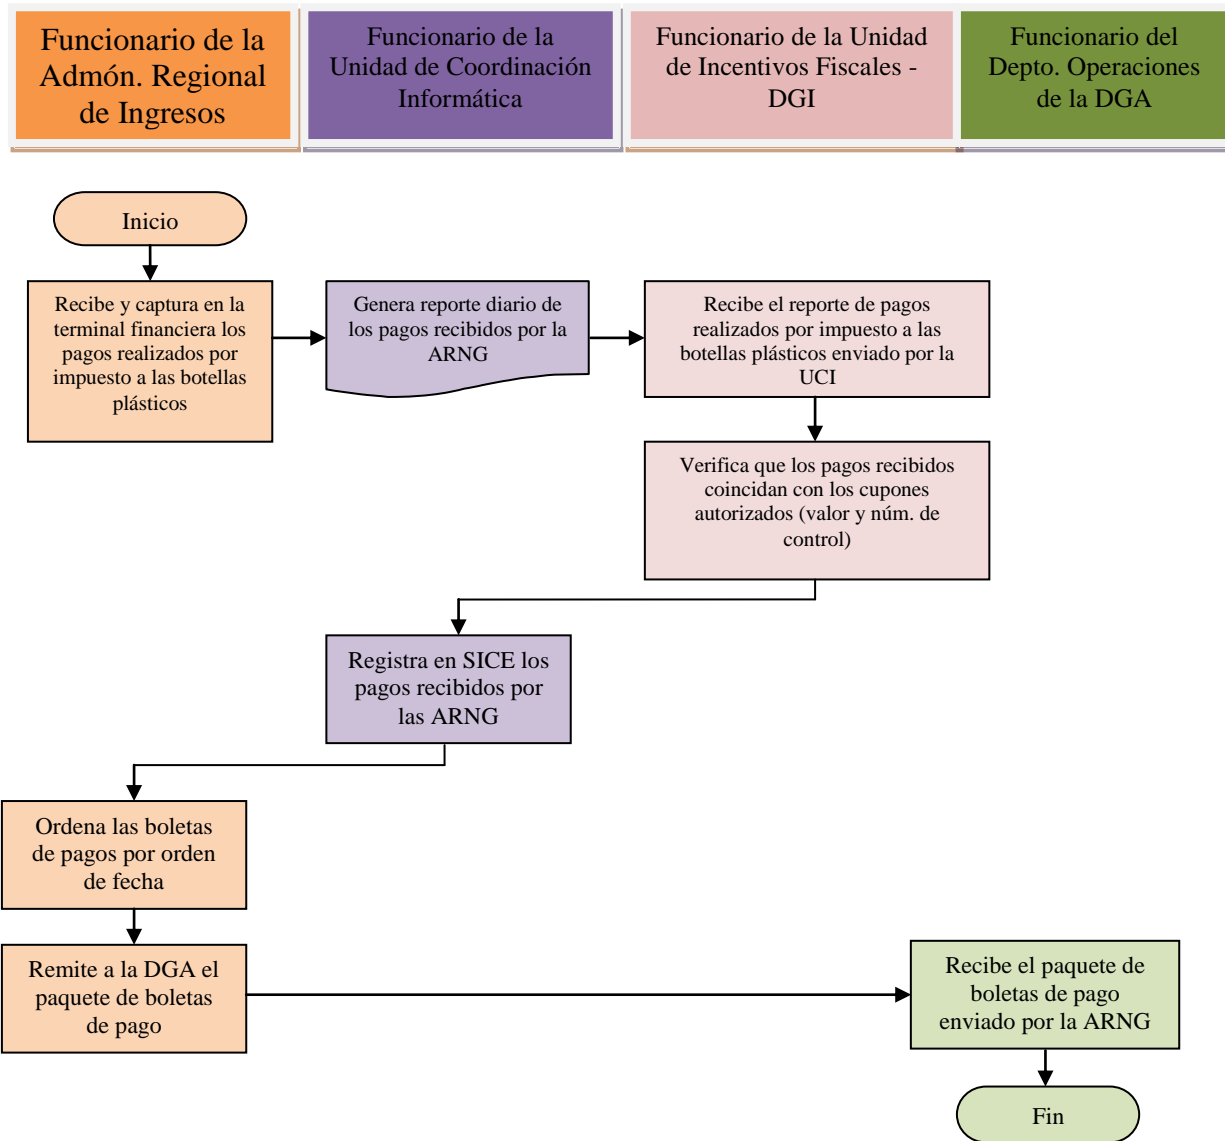 Funcionario de la
Admón. Regional
de Ingresos
Funcionario de la
Unidad de Coordinación
Informática
Funcionario de la Unidad
de Incentivos Fiscales -
DGI
Funcionario del
Depto. Operaciones
de la DGA
Inicio
Recibe y captura en la
terminal financiera los
pagos realizados por
impuesto a las botellas
plásticos
Genera reporte diario de
los pagos recibidos por la
ARNG
Recibe el reporte de pagos
realizados por impuesto a las
botellas plásticos enviado por la
UCI
Verifica que los pagos recibidos
coincidan con los cupones
autorizados (valor y núm. de
control)
Registra en SICE los
pagos recibidos por
las ARNG
Ordena las boletas
de pagos por orden
de fecha
Remite a la DGA el
paquete de boletas
de pago
Recibe el paquete de
boletas de pago
enviado por la ARNG
Fin